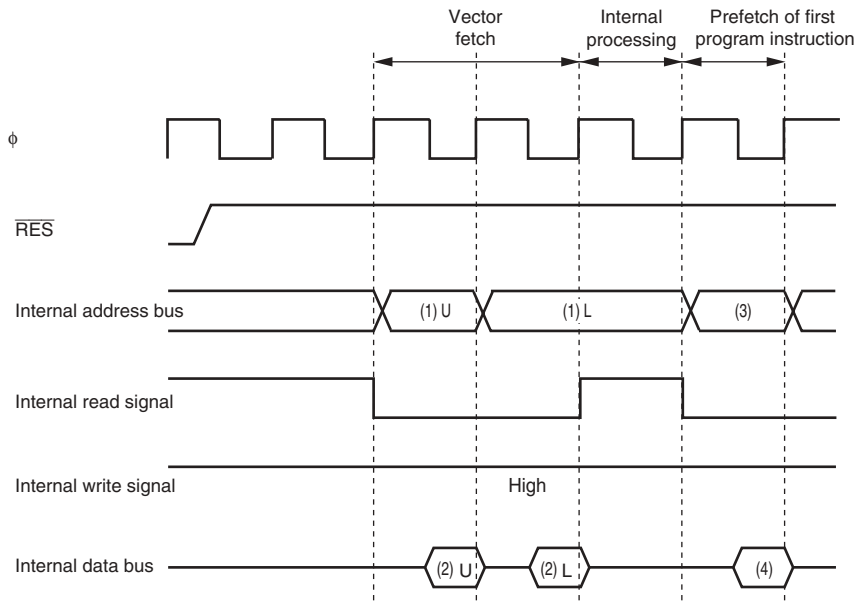 Vector
fetch
Internal
processing
Prefetch of first
program instruction
ϕ
RES
Internal address bus
(1) U
(1) L
(3)
Internal read signal
Internal write signal
High
Internal data bus
(2) U
(2) L
(4)